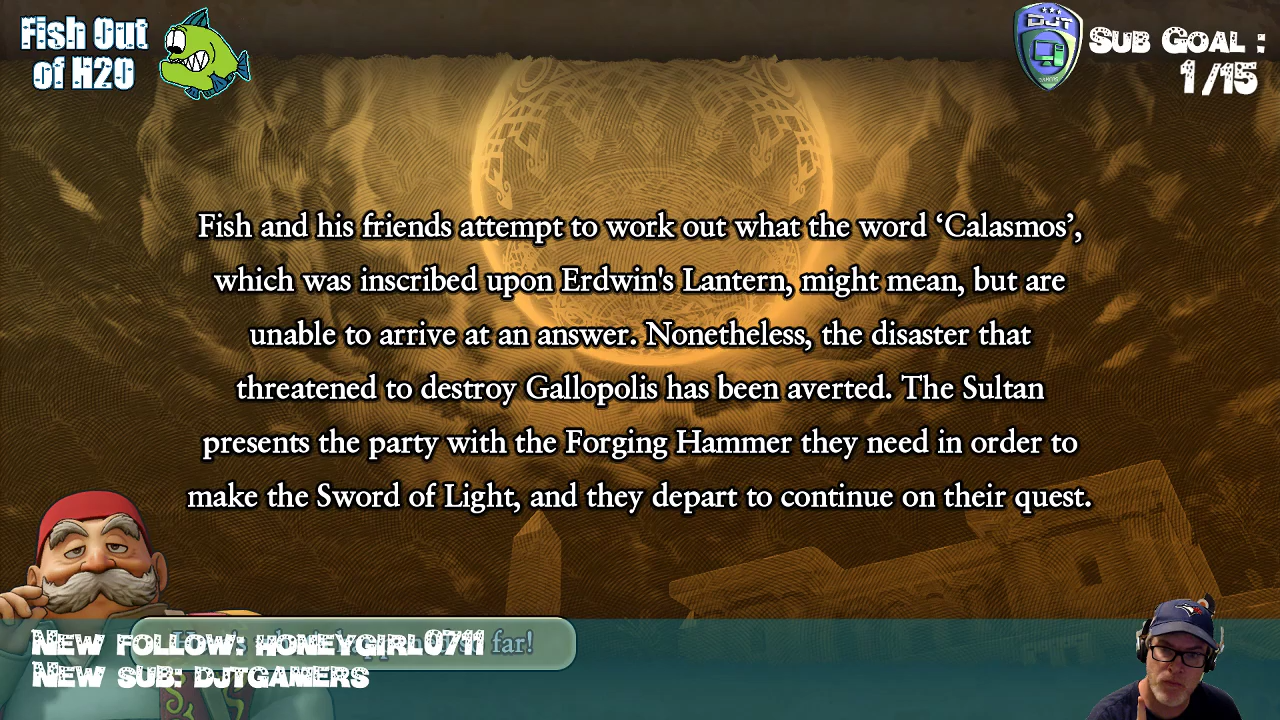 Fish Out
of H2O
DJT
Sub Goal :
1/15
Fish and his friends attempt to work out what the word ‘Calasmos’,
which was inscribed upon Erdwin's Lantern, might mean, but are
unable to arrive at an answer. Nonetheless, the disaster that
threatened to destroy Gallopolis has been averted. The Sultan
presents the party with the Forging Hammer they need in order to
make the Sword of Light, and they depart to continue on their quest.
New follow: honeygirl0711
far!
New sub: djtgamers